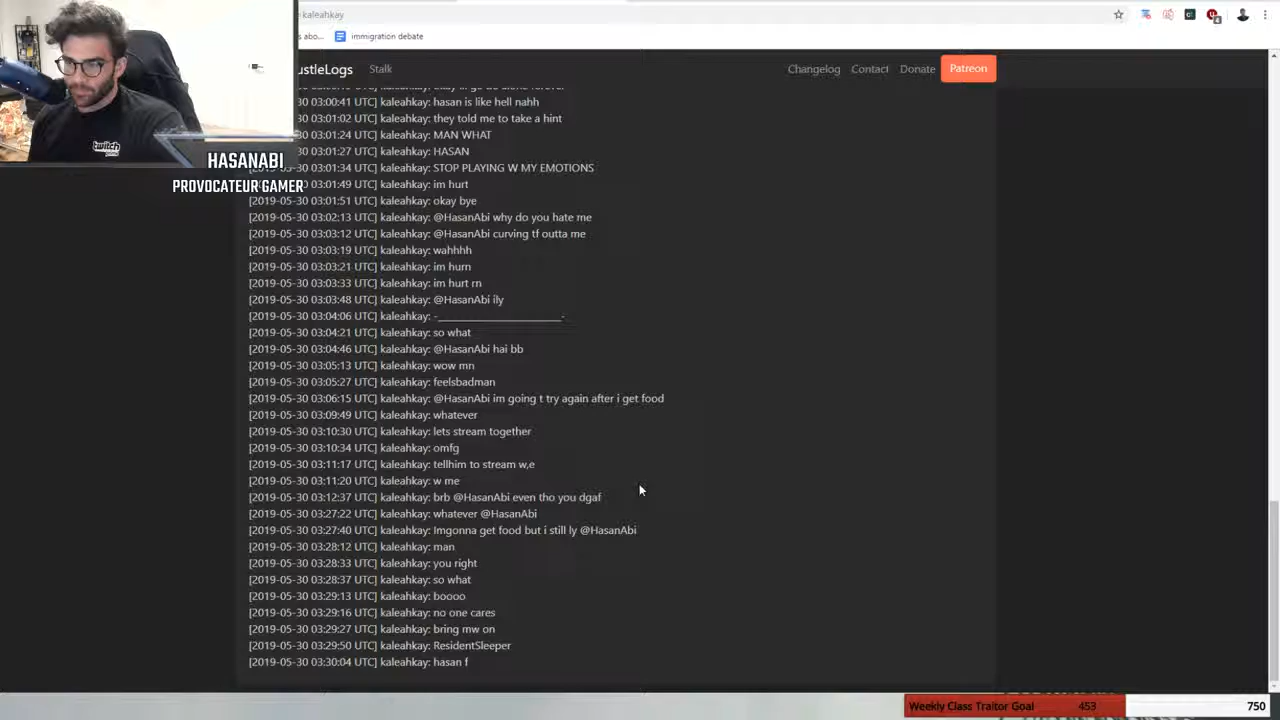 kaleahkay
abo...
immigration debate
ustleLogs
Stalk
Changelog
Contact
Donate
Patreon
30 03:00:41 UTC] kaleahkay: hasan is like hell nahh
30 03:01:02 UTC] kaleahkay: they told me to take a hint
30 03:01:24 UTC] kaleahkay: MAN WHAT
30 03:01:27 UTC] kaleahkay: HASAN
30 03:01:34 UTC] kaleahkay: STOP PLAYING W MY EMOTIONS
[2019-05-30 03:01:49 UTC] kaleahkay: im hurt
[2019-05-30 03:01:51 UTC] kaleahkay: okay bye
[2019-05-30 03:02:13 UTC] kaleahkay: @HasanAbi why do you hate me
[2019-05-30 03:03:12 UTC] kaleahkay: @HasanAbi curving tf outta me
[2019-05-30 03:03:19 UTC] kaleahkay: wahhhh
[2019-05-30 03:03:21 UTC] kaleahkay: im hurn
[2019-05-30 03:03:33 UTC] kaleahkay: im hurt rn
[2019-05-30 03:03:48 UTC] kaleahkay: @HasanAbi ily
[2019-05-30 03:04:06 UTC] kaleahkay: -______________________-
[2019-05-30 03:04:21 UTC] kaleahkay: so what
[2019-05-30 03:04:46 UTC] kaleahkay: @HasanAbi hai bb
[2019-05-30 03:05:13 UTC] kaleahkay: wow mn
[2019-05-30 03:05:27 UTC] kaleahkay: feelsbadman
[2019-05-30 03:06:15 UTC] kaleahkay: @HasanAbi im going t try again after i get food
[2019-05-30 03:09:49 UTC] kaleahkay: whatever
[2019-05-30 03:10:30 UTC] kaleahkay: lets stream together
[2019-05-30 03:10:34 UTC] kaleahkay: omfg
[2019-05-30 03:11:17 UTC] kaleahkay: tellhim to stream w,e
[2019-05-30 03:11:20 UTC] kaleahkay: w me
[2019-05-30 03:12:37 UTC] kaleahkay: brb @HasanAbi even tho you dgaf
[2019-05-30 03:27:22 UTC] kaleahkay: whatever @HasanAbi
[2019-05-30 03:27:40 UTC] kaleahkay: Imgonna get food but i still ly @HasanAbi
[2019-05-30 03:28:12 UTC] kaleahkay: man
[2019-05-30 03:28:33 UTC] kaleahkay: you right
[2019-05-30 03:28:37 UTC] kaleahkay: so what
[2019-05-30 03:29:13 UTC] kaleahkay: boooo
[2019-05-30 03:29:16 UTC] kaleahkay: no one cares
[2019-05-30 03:29:27 UTC] kaleahkay: bring mw on
[2019-05-30 03:29:50 UTC] kaleahkay: ResidentSleeper
[2019-05-30 03:30:04 UTC] kaleahkay: hasan f
twitch
HASANABI
PROVOCATEUR GAMER
Weekly Class Traitor Goal 453 750